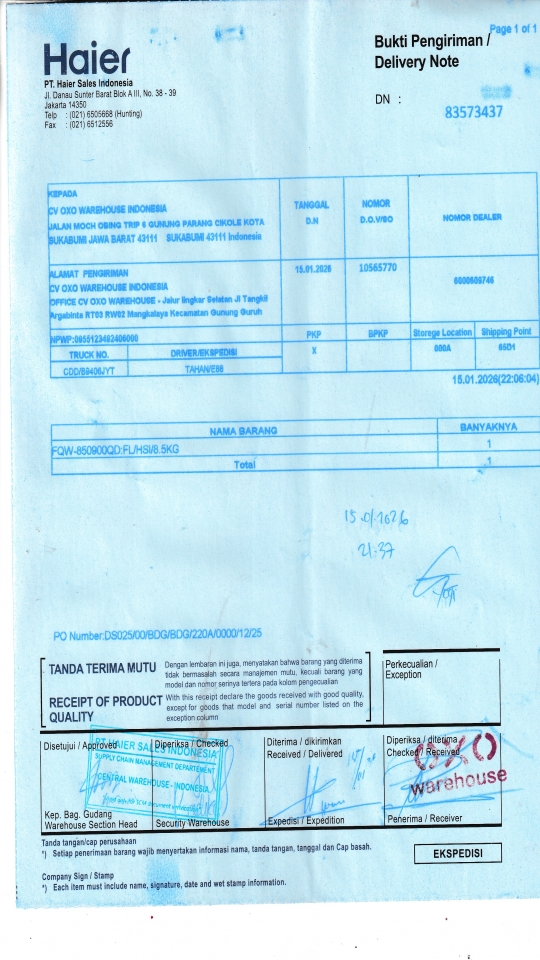 Page 1 of 1
Haier
Bukti Pengiriman /
Delivery Note
PT. Haier Sales Indonesia
Jl. Danau Sunter Barat Blok A III, No. 38 - 39
Jakarta 14350
Telp : (021) 6505668 (Hunting)
Fax : (021) 6512556
DN :
83573437
KEPADA
CV OXO WAREHOUSE INDONESIA
JALAN MOCH OBING TRIP 6 GUNUNG PARANG CIKOLE KOTA
SUKABUMI JAWA BARAT 43111 SUKABUMI 43111 Indonesia
TANGGAL
D.N
NOMOR
D.O.V/SO
NOMOR DEALER
ALAMAT PENGIRIMAN
CV OXO WAREHOUSE INDONESIA
OFFICE CV OXO WAREHOUSE - Jalur lingkar Selatan Jl Tangkil
Argabinta RT03 RW02 Mangkalaya Kecamatan Gunung Guruh
15.01.2026
10565770
NPWP:0955123492406000
PKP
BPKP
Storege Location
Shipping Point
TRUCK NO.
DRIVER/EKSPEDISI
X
600A
65D1
CDD/B9406JYT
15.01.2026(22:06:04)
NAMA BARANG
BANYAKNYA
FQW-850900QD:FL/HSI/8.5KG
1
Total
1
15.01.2026
21:37
PO Number:DS025/00/BDG/BDG/220A/0000/12/25
TANDA TERIMA MUTU
Dengan lembaran ini juga, menyatakan bahwa barang yang diterima
tidak bermasalah secara manajemen mutu, kecuali barang yang
model dan nomor serinya tertera pada kolom pengecualian
RECEIPT OF PRODUCT
QUALITY
With this receipt declare the goods received with good quality,
except for goods that model and serial number listed on the
exception column
Perkecualian /
Exception
Disetujui / Approved
Diperiksa / Checked
Diterima / dikirimkan
Received / Delivered
Diperiksa / diterima
Checked / Received
PT HAIER SALES INDONESIA
SUPPLY CHAIN MANAGEMENT DEPARTEMENT
CENTRAL WAREHOUSE - INDONESIA
OXO
warehouse
Kep. Bag. Gudang
Warehouse Section Head
Security Warehouse
Expedisi / Expedition
Penerima / Receiver
Tanda tangan/cap perusahaan
*) Setiap penerimaan barang wajib menyertakan informasi nama, tanda tangan, tanggal dan Cap basah.
EKSPEDISI
Company Sign / Stamp
*) Each item must include name, signature, date and wet stamp information.